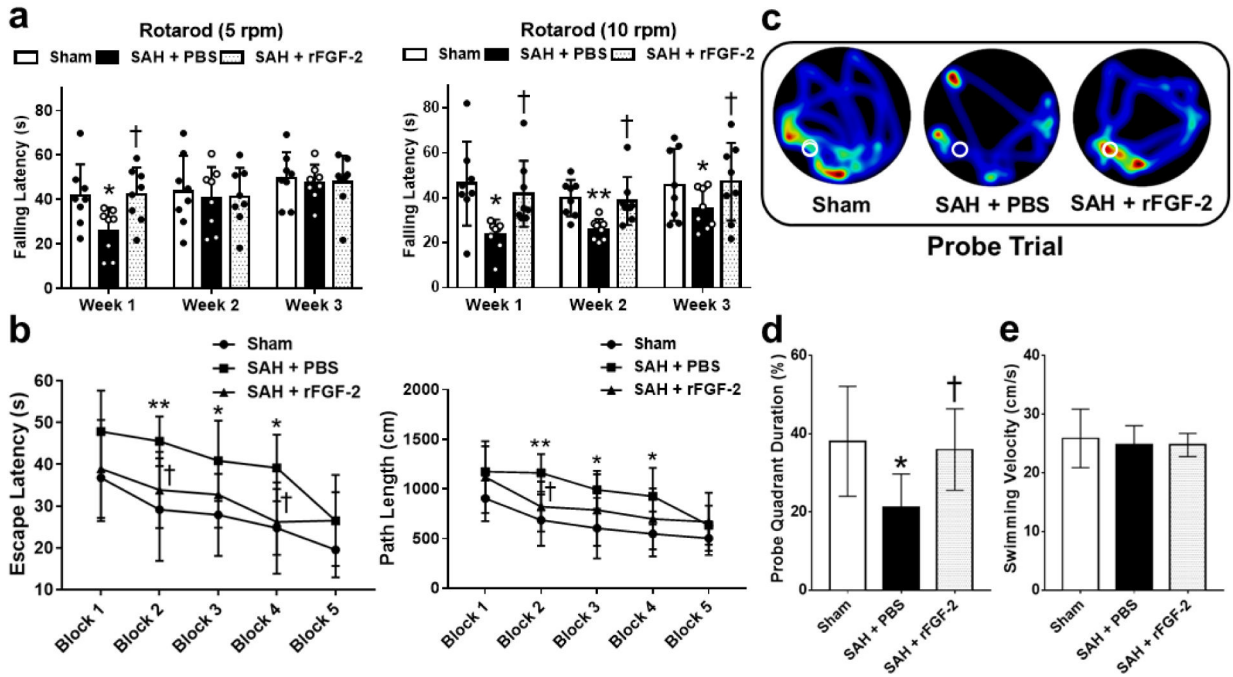 a
Rotarod (5 rpm)
Sham SAH + PBS SAH + rFGF-2
Falling Latency (s)
80
60
40
20
0
*
†
Week 1 Week 2 Week 3
Rotarod (10 rpm)
Sham SAH + PBS SAH + rFGF-2
Falling Latency (s)
80
60
40
20
0
* † ** † * †
Week 1 Week 2 Week 3
c
Sham SAH + PBS SAH + rFGF-2
Probe Trial
b
Sham
SAH + PBS
SAH + rFGF-2
Escape Latency (s)
60
50
40
30
20
10
** * *
† †
Block 1 Block 2 Block 3 Block 4 Block 5
Sham
SAH + PBS
SAH + rFGF-2
Path Length (cm)
2000
1500
1000
500
0
** * *
†
Block 1 Block 2 Block 3 Block 4 Block 5
d
Probe Quadrant Duration (%)
60
40
20
0
* †
Sham SAH + PBS SAH + rFGF-2
e
Swimming Velocity (cm/s)
40
30
20
10
0
Sham SAH + PBS SAH + rFGF-2